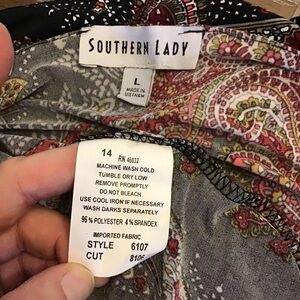 SOUTHERN LADY
L
MADE IN
VIETNAM
14 RN 46032
MACHINE WASH COLD
TUMBLE DRY LOW
REMOVE PROMPTLY
DO NOT BLEACH
USE COOL IRON IF NECESSARY
WASH DARKS SEPARATELY
96% POLYESTER 4% SPANDEX
IMPORTED FABRIC
STYLE 6107
CUT